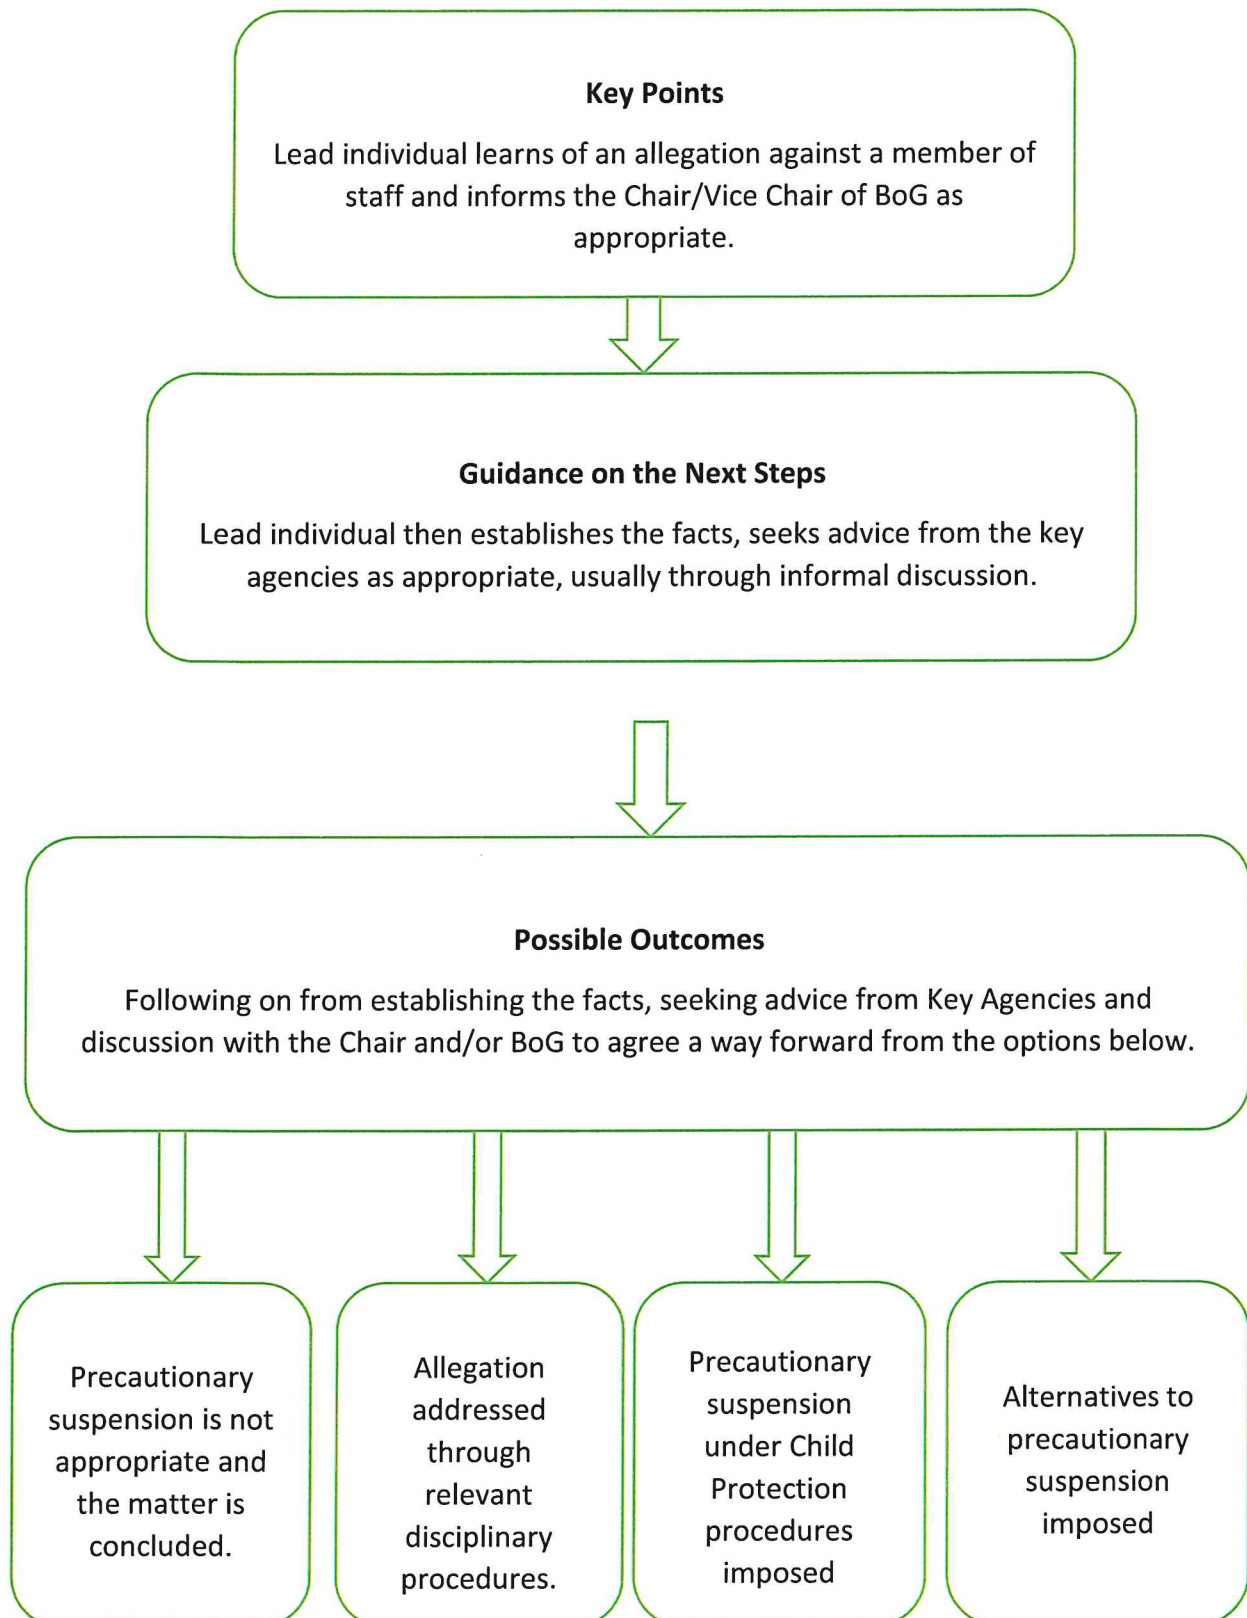 Key Points
Lead individual learns of an allegation against a member of
staff and informs the Chair/Vice Chair of BoG as
appropriate.
Guidance on the Next Steps
Lead individual then establishes the facts, seeks advice from the key
agencies as appropriate, usually through informal discussion.
Possible Outcomes
Following on from establishing the facts, seeking advice from Key Agencies and
discussion with the Chair and/or BoG to agree a way forward from the options below.
Precautionary
suspension is not
appropriate and
the matter is
concluded.
Allegation
addressed
through
relevant
disciplinary
procedures.
Precautionary
suspension
under Child
Protection
procedures
imposed
Alternatives to
precautionary
suspension
imposed